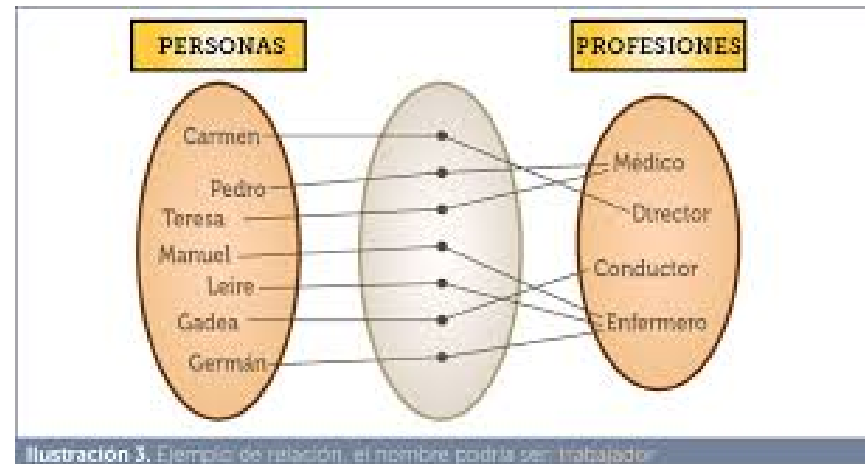 PERSONAS
PROFESIONES
Carmen
Pedro
Teresa
Manuel
Leire
Gadea
Germán
Médico
Director
Conductor
Enfermero
Ilustración 3. Ejemplo de relación, el nombre podría ser: trabajador